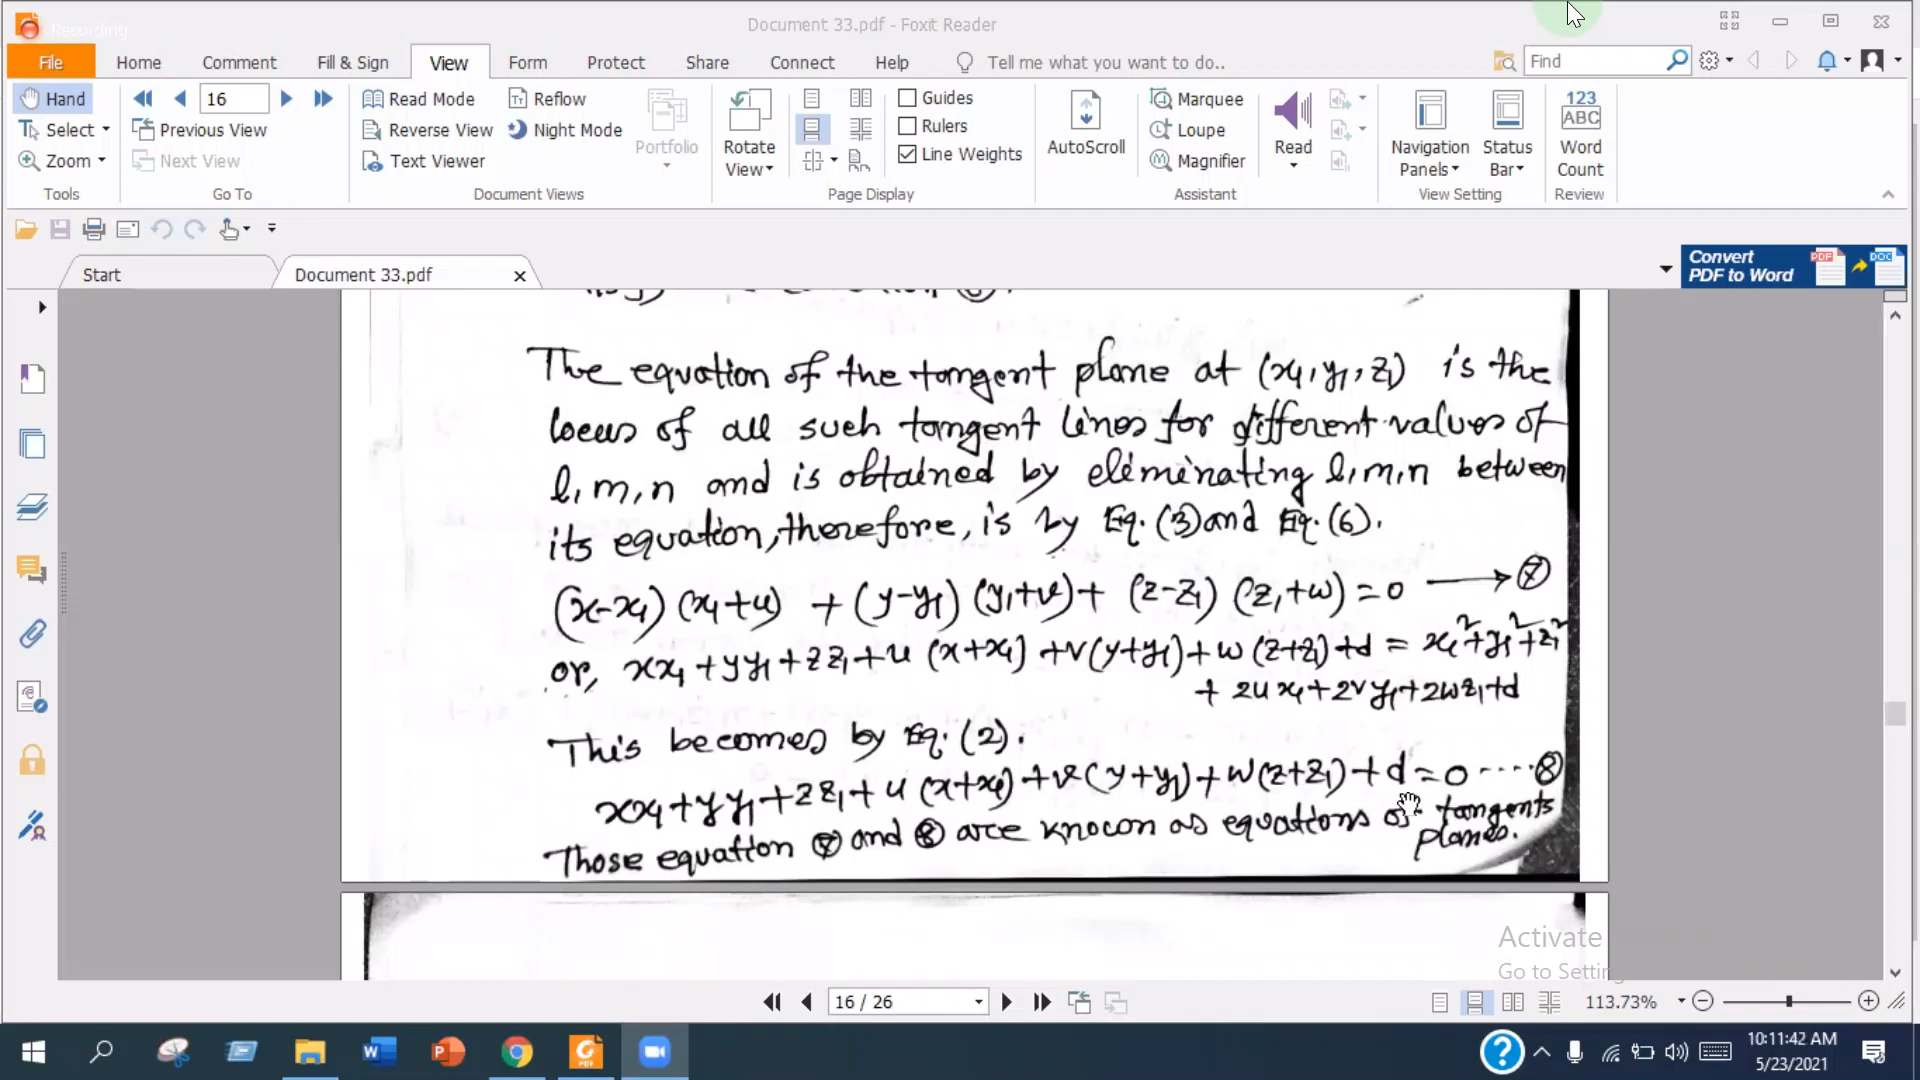 Recording
Document 33.pdf - Foxit Reader
File Home Comment Fill & Sign View Form Protect Share Connect Help Tell me what you want to do.. Find
Hand 16 Read Mode Reflow Guides Marquee 123 ABC
Select Previous View Reverse View Night Mode Portfolio Rotate View Rulers AutoScroll Loupe Read Navigation Panels Status Bar Word Count
Zoom Next View Text Viewer Line Weights Magnifier
Tools Go To Document Views Page Display Assistant View Setting Review
Start Document 33.pdf Convert PDF to Word PDF DOC
The equation of the tangent plane at (x₁, y₁, z₁) is the
locus of all such tangent lines for different values of
l, m, n and is obtained by eliminating l, m, n between
its equation, therefore, is by Eq. (3) and Eq. (6).
(x-x₁) (x₁+u) + (y-y₁) (y₁+v) + (z-z₁) (z₁+w) = 0 → ⑦
or, xx₁+yy₁+zz₁+u (x+x₁) +v(y+y₁)+w (z+z₁)+d = x₁²+y₁²+z₁²
+ 2ux₁+2vy₁+2wz₁+d
This becomes by Eq. (2).
xx₁+yy₁+zz₁+u (x+x₁)+v(y+y₁)+w(z+z₁)+d=0 ····⑧
Those equation ⑦ and ⑧ are known as equations of tangents
planes.
Activate
Go to Settin
16 / 26 113.73%
10:11:42 AM
5/23/2021